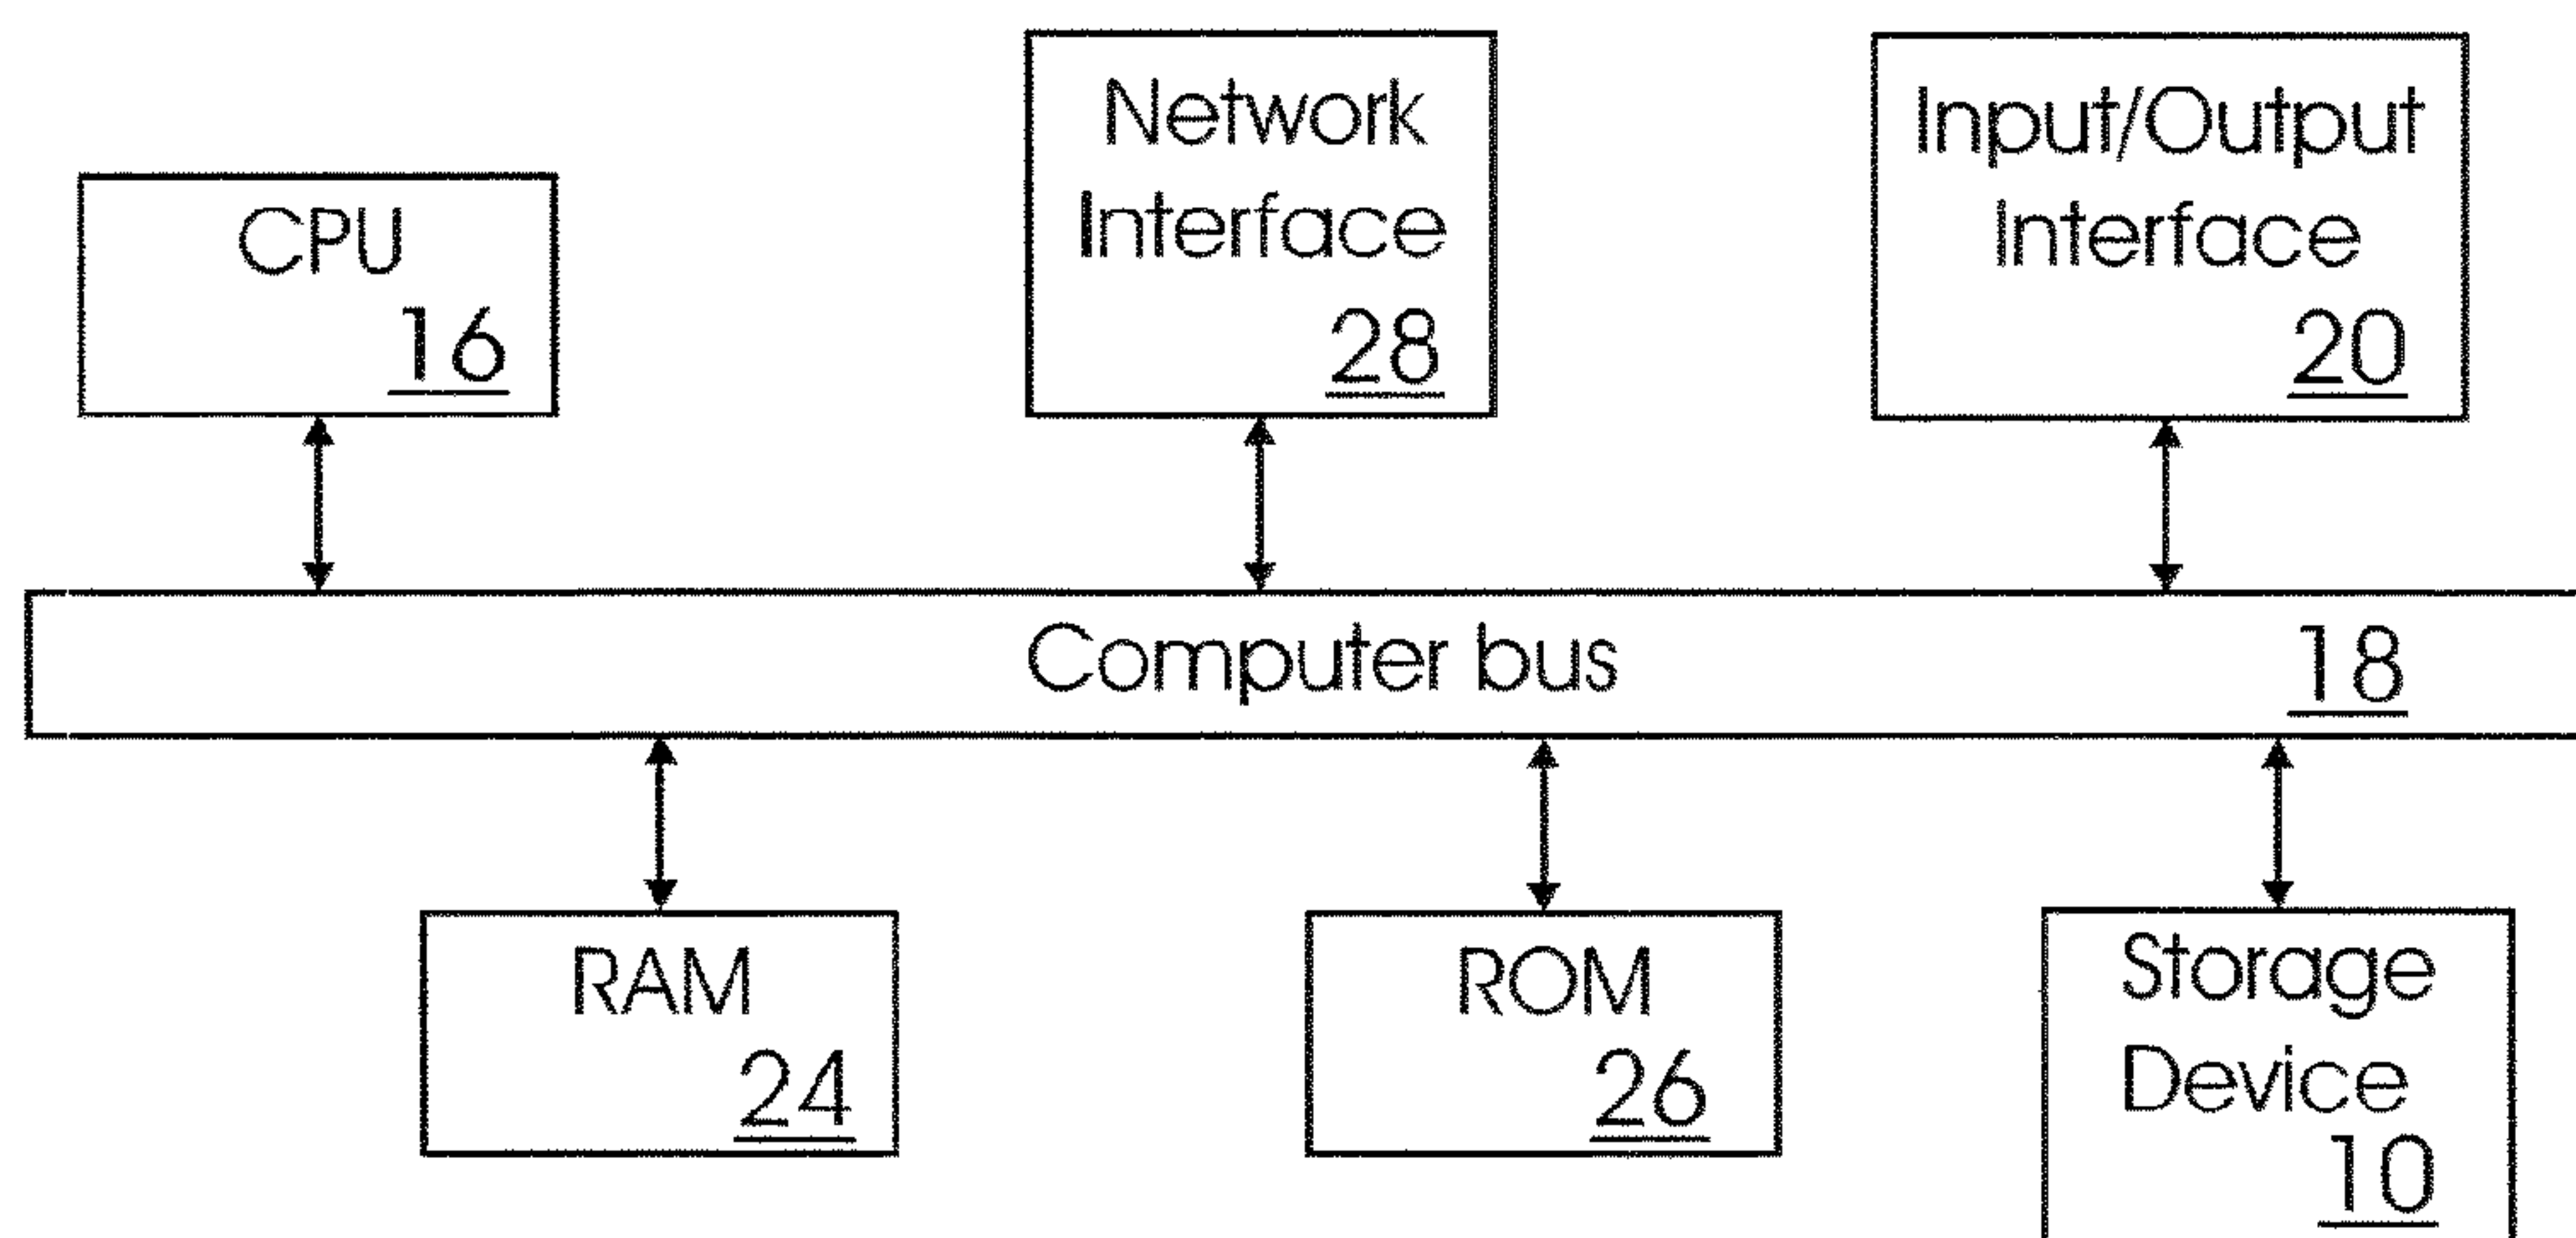 CPU
16
Network
Interface
28
Input/Output
Interface
20
Computer bus
18
RAM
24
ROM
26
Storage
Device
10